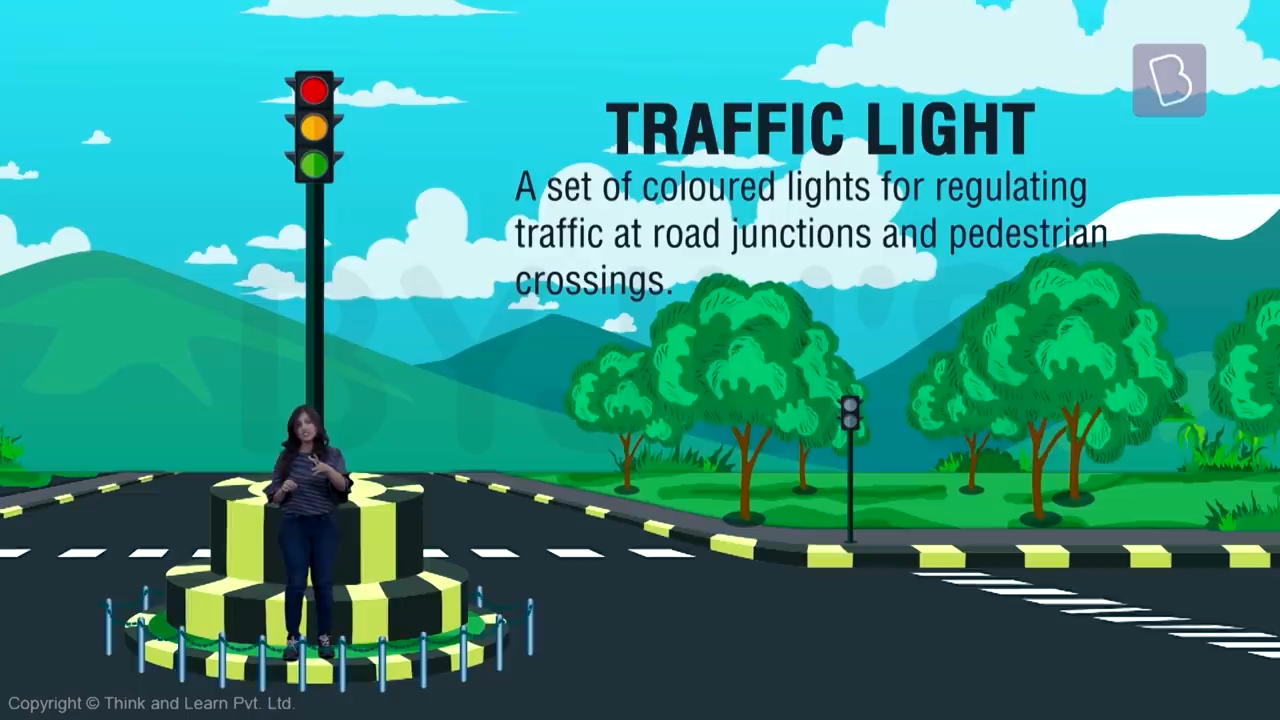 TRAFFIC LIGHT
A set of coloured lights for regulating
traffic at road junctions and pedestrian
crossings.
Copyright © Think and Learn Pvt. Ltd.